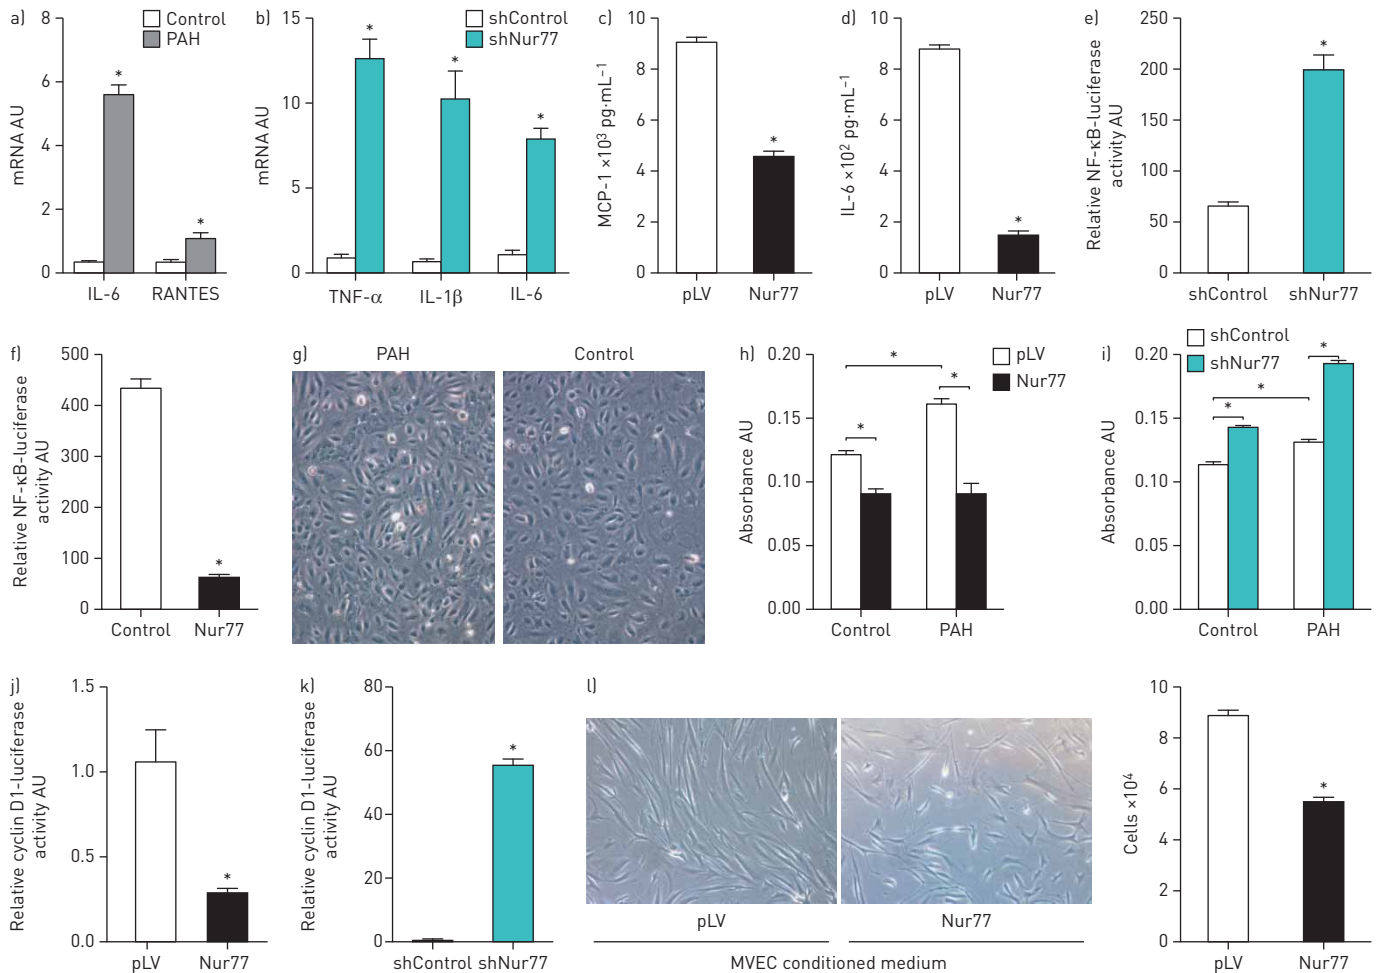 a)
8
6
4
2
0
mRNA AU
Control
PAH
*
*
IL-6 RANTES
b)
15
10
5
0
mRNA AU
shControl
shNur77
*
*
*
TNF-α IL-1β IL-6
c)
10
8
6
4
2
0
MCP-1 ×10³ pg·mL⁻¹
*
pLV Nur77
d)
10
8
6
4
2
0
IL-6 ×10² pg·mL⁻¹
*
pLV Nur77
e)
250
200
150
100
50
0
Relative NF-κB-luciferase
activity AU
*
shControl shNur77
f)
500
400
300
200
100
0
Relative NF-κB-luciferase
activity AU
*
Control Nur77
g)
PAH Control
h)
0.20
0.15
0.10
0.05
0.00
Absorbance AU
pLV
Nur77
*
*
*
Control PAH
i)
shControl
shNur77
0.20
0.15
0.10
0.05
0.00
Absorbance AU
*
*
*
Control PAH
j)
1.5
1.0
0.5
0.0
Relative cyclin D1-luciferase
activity AU
*
pLV Nur77
k)
80
60
40
20
0
Relative cyclin D1-luciferase
activity AU
*
shControl shNur77
l)
pLV Nur77
MVEC conditioned medium
10
8
6
4
2
0
Cells ×10⁴
*
pLV Nur77